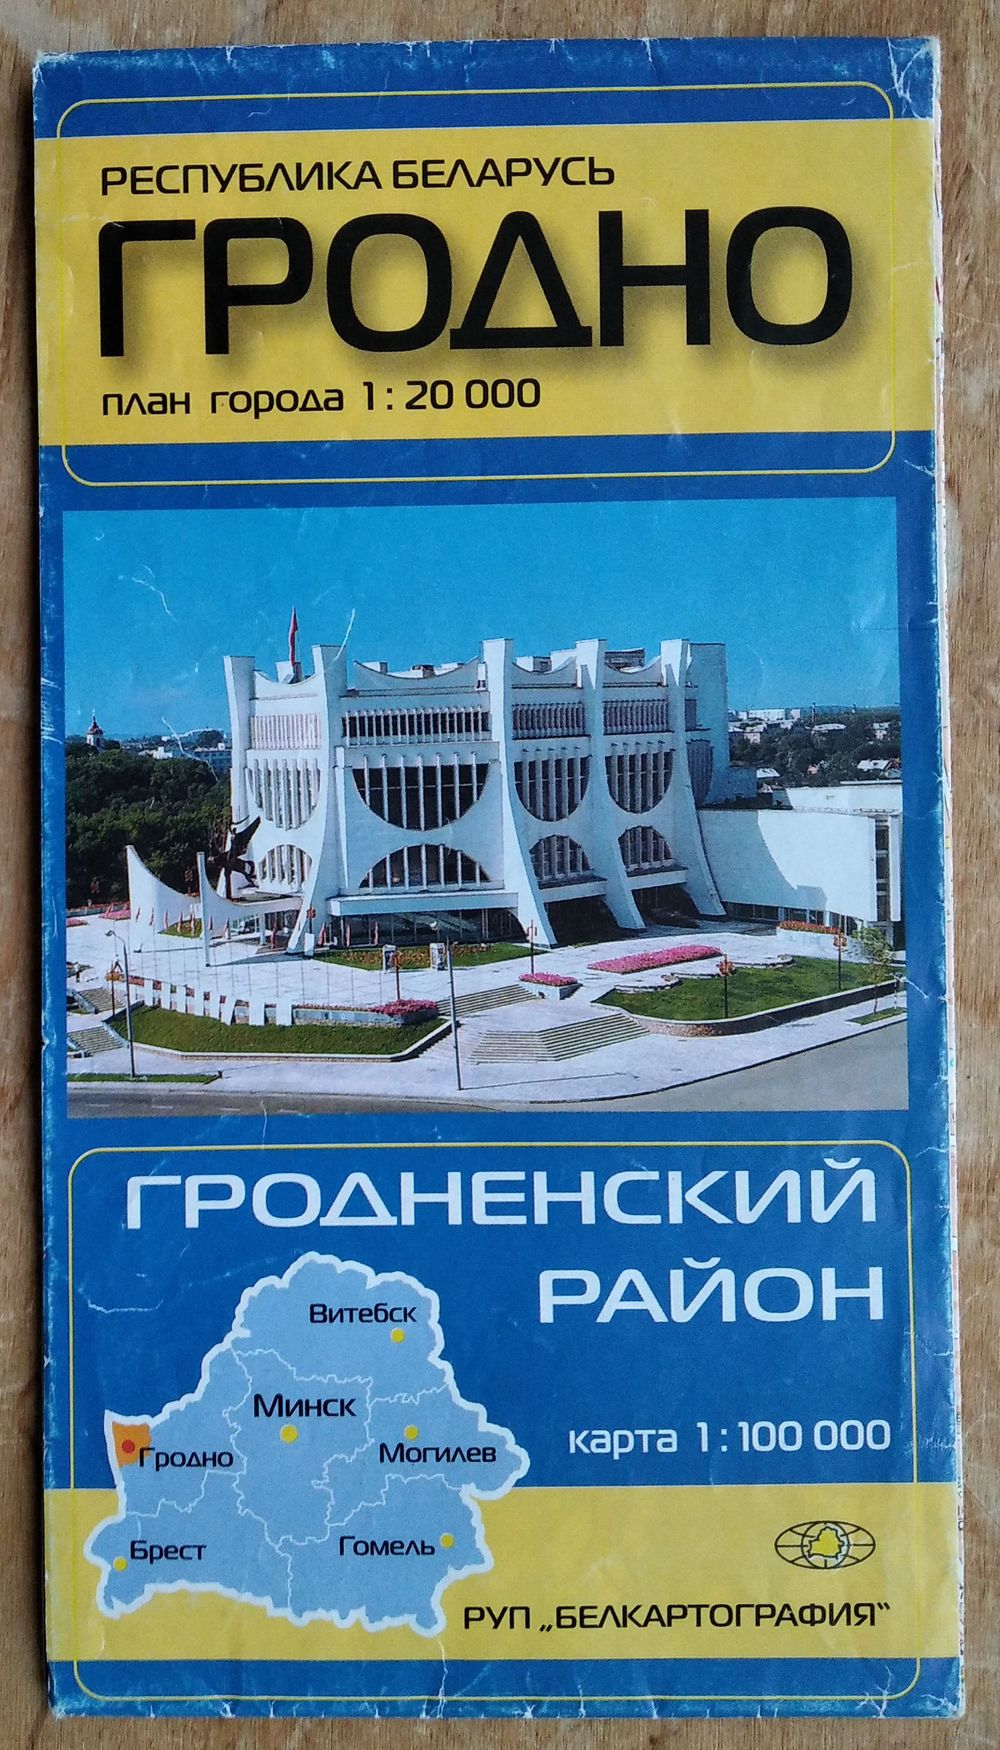 РЕСПУБЛИКА БЕЛАРУСЬ
ГРОДНО
план города 1:20 000
ГРОДНЕНСКИЙ
РАЙОН
Витебск
Минск
карта 1:100 000
Могилев
Гродно
Брест
Гомель
РУП „БЕЛКАРТОГРАФИЯ“